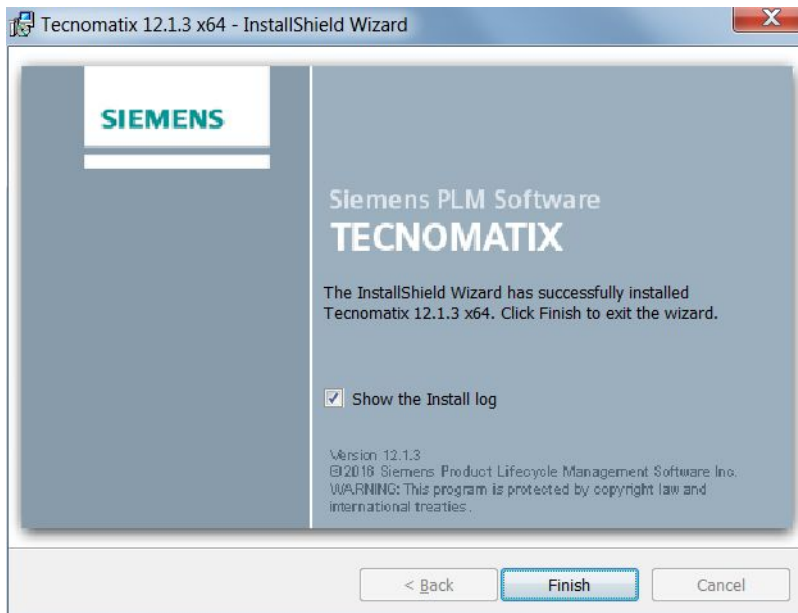 Tecnomatix 12.1.3 x64 - InstallShield Wizard
SIEMENS
Siemens PLM Software
TECNOMATIX
The InstallShield Wizard has successfully installed
Tecnomatix 12.1.3 x64. Click Finish to exit the wizard.
Show the Install log
Version 12.1.3
©2016 Siemens Product Lifecycle Management Software Inc.
WARNING: This program is protected by copyright law and
international treaties.
< Back
Finish
Cancel